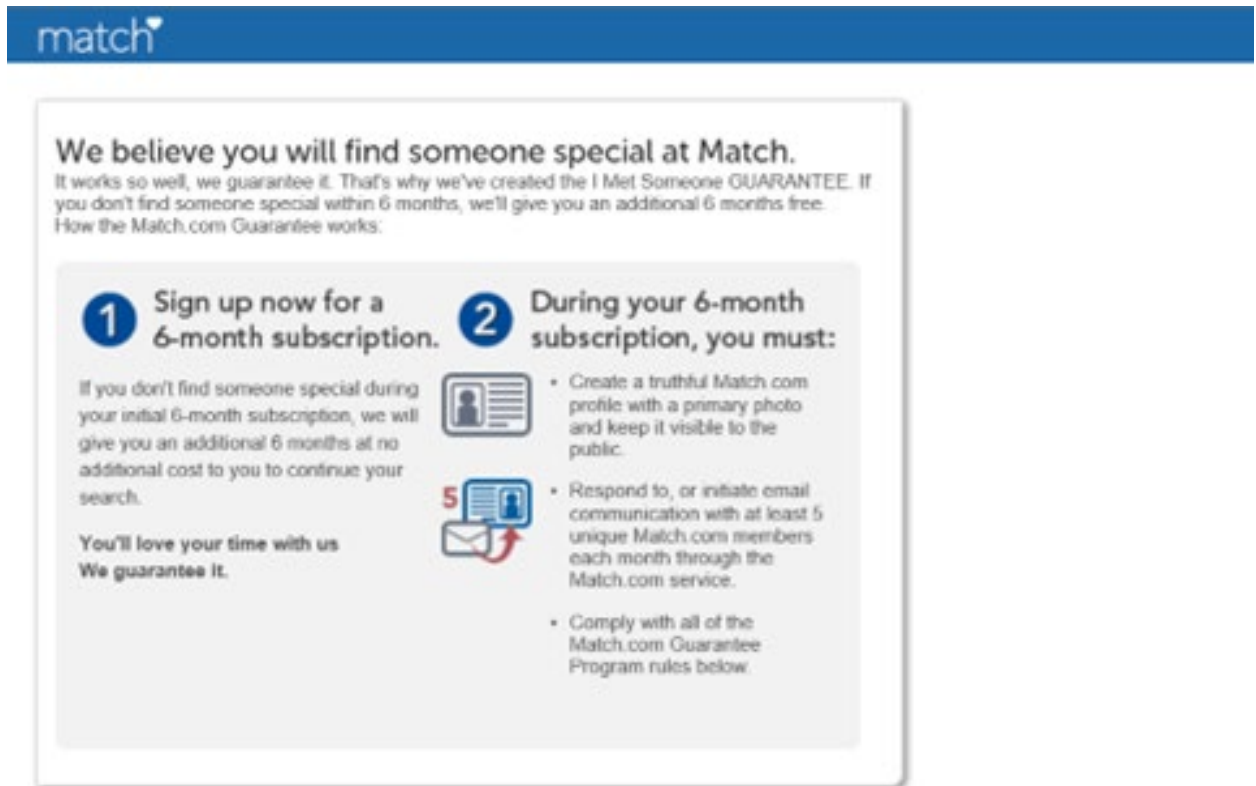 match
We believe you will find someone special at Match.
It works so well, we guarantee it. That's why we've created the I Met Someone GUARANTEE. If
you don't find someone special within 6 months, we'll give you an additional 6 months free.
How the Match.com Guarantee works:
1
Sign up now for a
6-month subscription.
If you don't find someone special during
your initial 6-month subscription, we will
give you an additional 6 months at no
additional cost to you to continue your
search.
You'll love your time with us
We guarantee It.
2
During your 6-month
subscription, you must:
• Create a truthful Match.com
profile with a primary photo
and keep it visible to the
public.
5
• Respond to, or initiate email
communication with at least 5
unique Match.com members
each month through the
Match.com service.
• Comply with all of the
Match.com Guarantee
Program rules below.